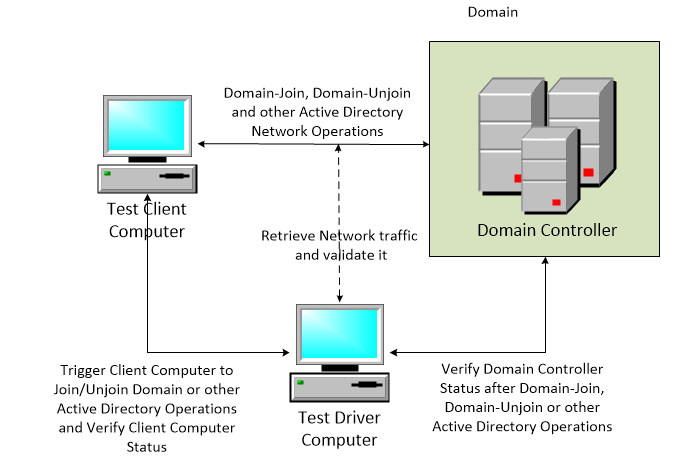 Domain
Domain-Join, Domain-Unjoin
and other Active Directory
Network Operations
Test Client
Computer
Domain Controller
Retrieve Network traffic
and validate it
Trigger Client Computer to
Join/Unjoin Domain or other
Active Directory Operations
and Verify Client Computer
Status
Test Driver
Computer
Verify Domain Controller
Status after Domain-Join,
Domain-Unjoin or other
Active Directory Operations